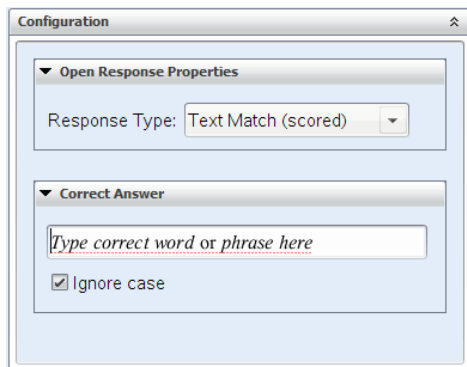 Configuration
Open Response Properties
Response Type: Text Match (scored)
Correct Answer
Type correct word or phrase here
Ignore case